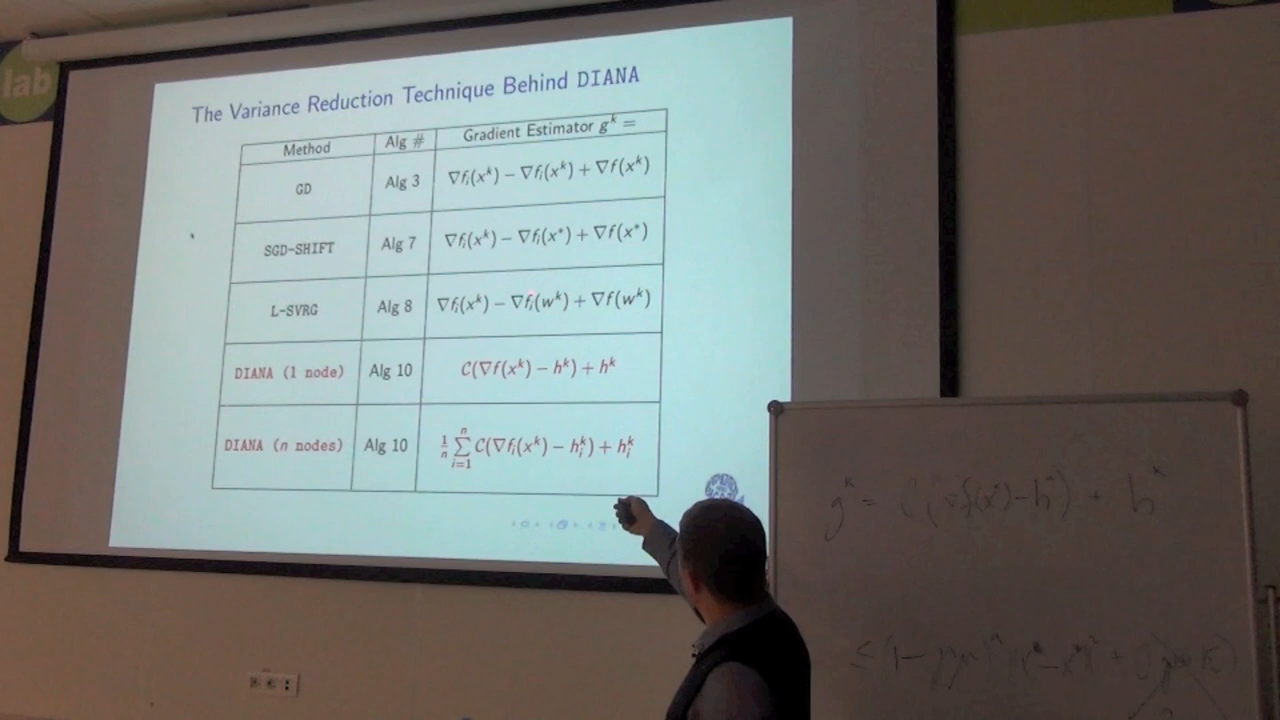 lab
The Variance Reduction Technique Behind DIANA
Method Alg # Gradient Estimator g^k =
GD Alg 3 ∇f_i(x^k) − ∇f_i(x^k) + ∇f(x^k)
SGD-SHIFT Alg 7 ∇f_i(x^k) − ∇f_i(x^*) + ∇f(x^*)
L-SVRG Alg 8 ∇f_i(x^k) − ∇f_i(w^k) + ∇f(w^k)
DIANA (1 node) Alg 10 C(∇f(x^k) − h^k) + h^k
DIANA (n nodes) Alg 10 1/n ∑_{i=1}^{n} C(∇f_i(x^k) − h_i^k) + h_i^k
g^k = C(∇f(x^k) − h^k) + h^k